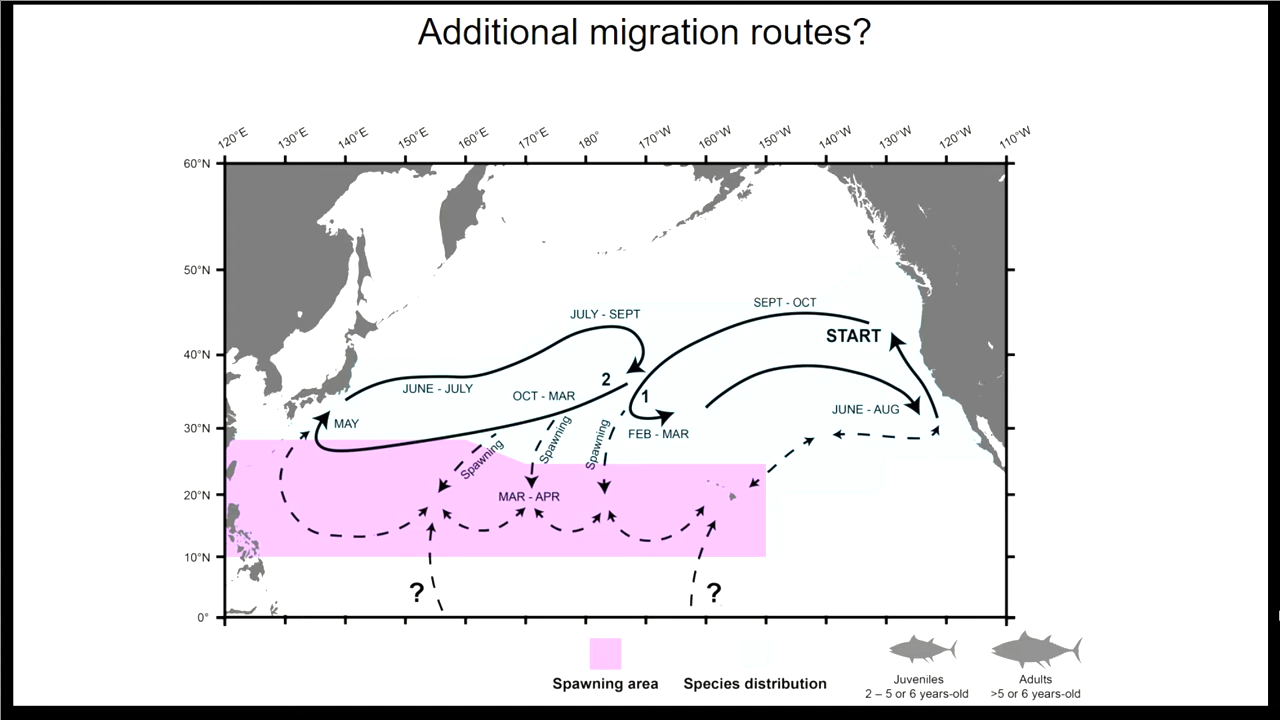 Additional migration routes?
120°E 130°E 140°E 150°E 160°E 170°E 180° 170°W 160°W 150°W 140°W 130°W 120°W 110°W
60°N
50°N
40°N
30°N
20°N
10°N
0°
SEPT - OCT
JULY - SEPT
START
2
JUNE - JULY
OCT - MAR
1
JUNE - AUG
MAY
FEB - MAR
Spawning
Spawning
Spawning
MAR - APR
?
?
Spawning area
Species distribution
Juveniles
2 – 5 or 6 years-old
Adults
>5 or 6 years-old